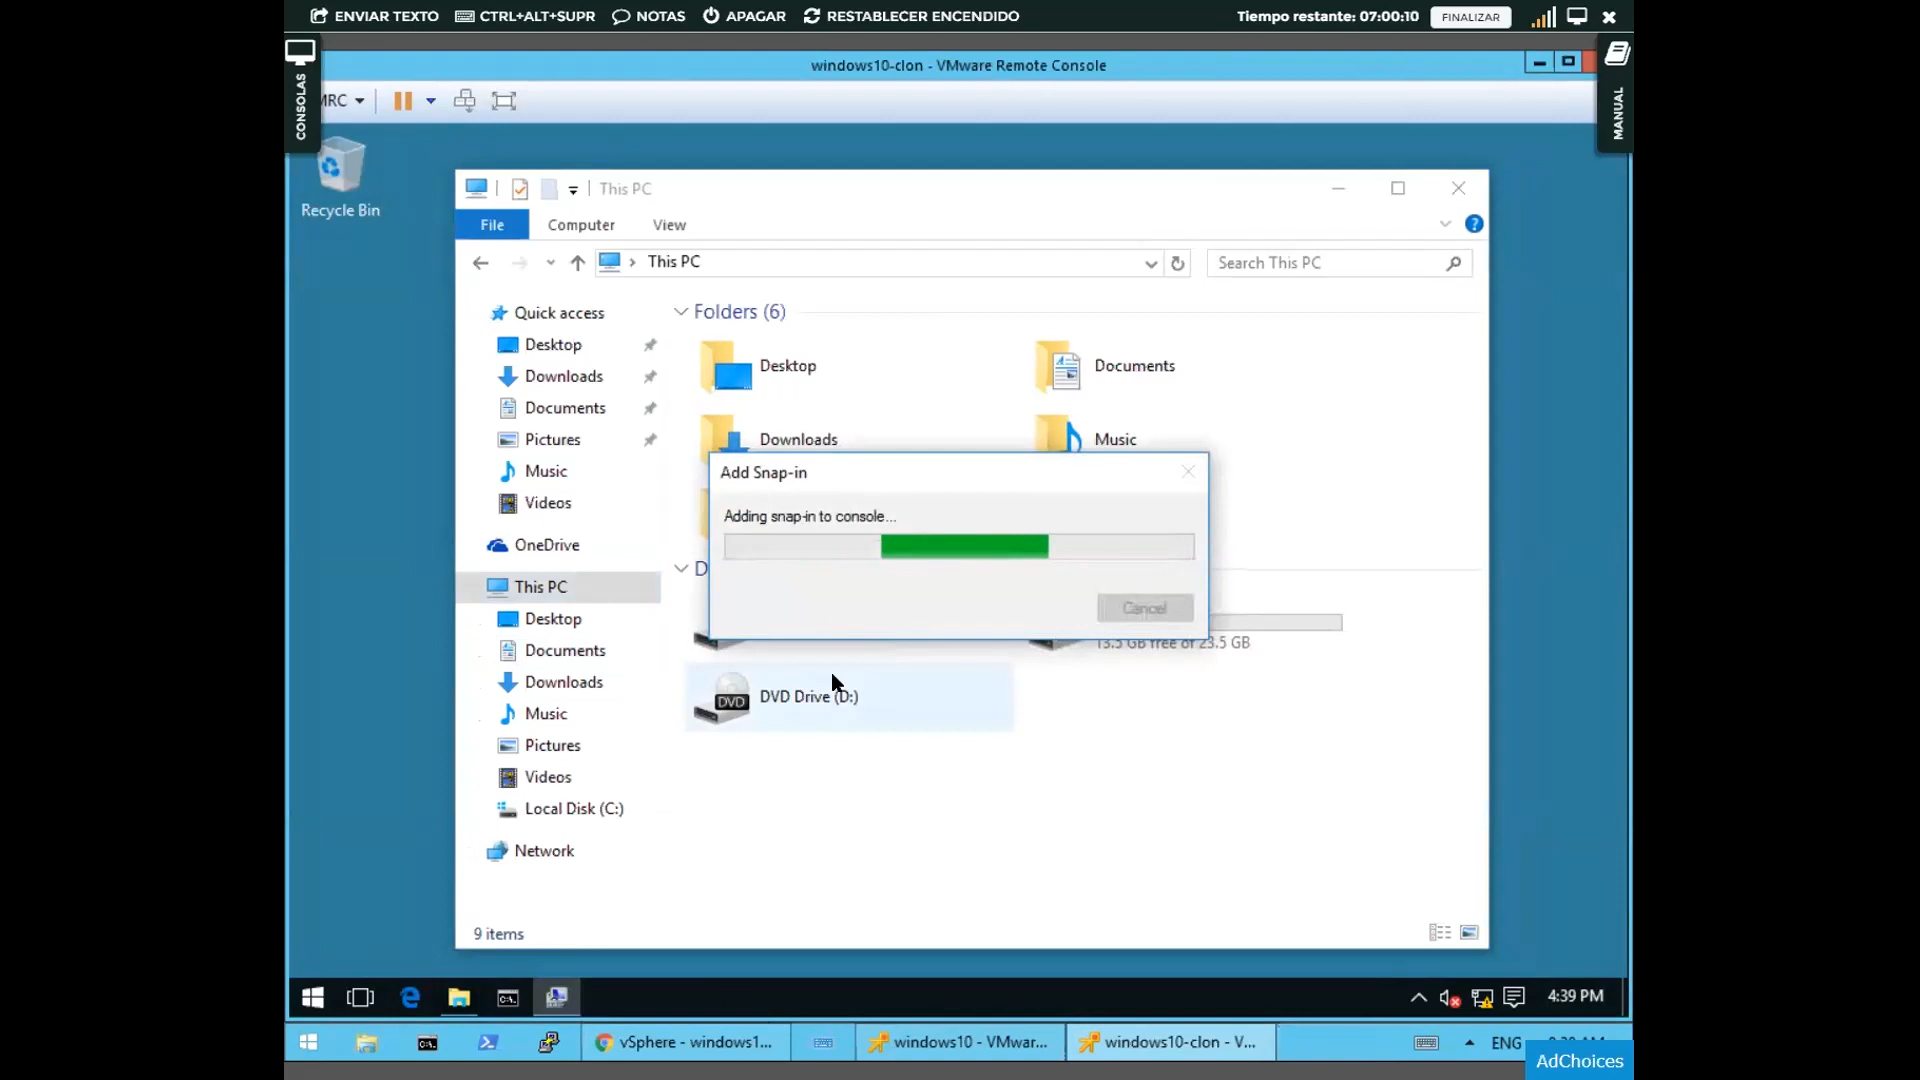 ENVIAR TEXTO CTRL+ALT+SUPR NOTAS APAGAR RESTABLECER ENCENDIDO Tiempo restante: 07:00:10 FINALIZAR
CONSOLAS
MANUAL
windows10-clon - VMware Remote Console
Recycle Bin
This PC
File Computer View
This PC
Search This PC
Quick access
Desktop
Downloads
Documents
Pictures
Music
Videos
OneDrive
This PC
Desktop
Documents
Downloads
Music
Pictures
Videos
Local Disk (C:)
Network
Folders (6)
Desktop
Documents
Downloads
Music
Add Snap-in
Adding snap-in to console...
Cancel
13.5 GB free of 23.5 GB
DVD
DVD Drive (D:)
9 items
4:39 PM
vSphere - windows1...
windows10 - VMwar...
windows10-clon - V...
ENG
AdChoices